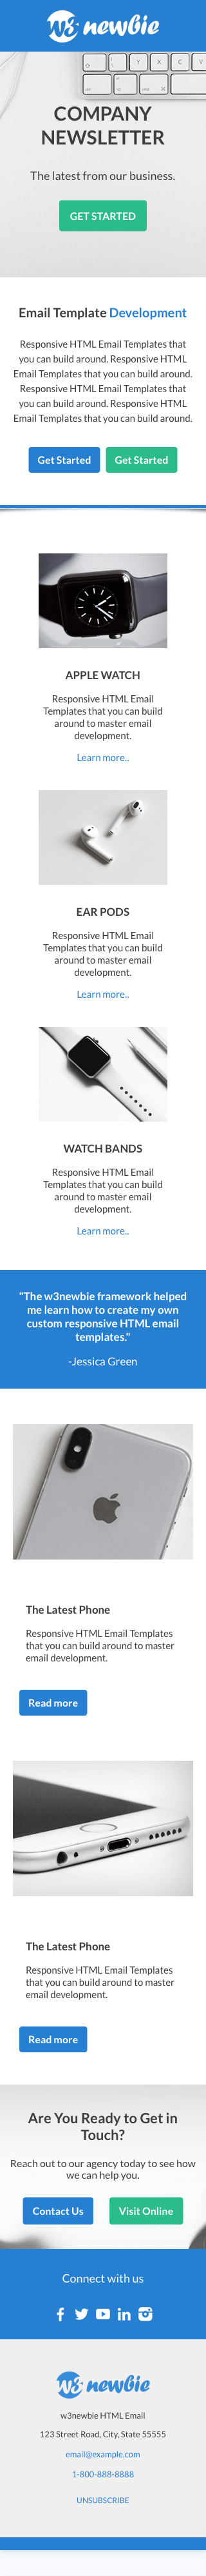 w3 newbie
Y X C V
COMPANY
NEWSLETTER
The latest from our business.
GET STARTED
Email Template Development
Responsive HTML Email Templates that
you can build around. Responsive HTML
Email Templates that you can build around.
Responsive HTML Email Templates that
you can build around. Responsive HTML
Email Templates that you can build around.
Get Started Get Started
APPLE WATCH
Responsive HTML Email
Templates that you can build
around to master email
development.
Learn more..
EAR PODS
Responsive HTML Email
Templates that you can build
around to master email
development.
Learn more..
WATCH BANDS
Responsive HTML Email
Templates that you can build
around to master email
development.
Learn more..
"The w3newbie framework helped
me learn how to create my own
custom responsive HTML email
templates."
-Jessica Green
The Latest Phone
Responsive HTML Email Templates
that you can build around to master
email development.
Read more
The Latest Phone
Responsive HTML Email Templates
that you can build around to master
email development.
Read more
Are You Ready to Get in
Touch?
Reach out to our agency today to see how
we can help you.
Contact Us Visit Online
Connect with us
w3 newbie
w3newbie HTML Email
123 Street Road, City, State 55555
email@example.com
1-800-888-8888
UNSUBSCRIBE